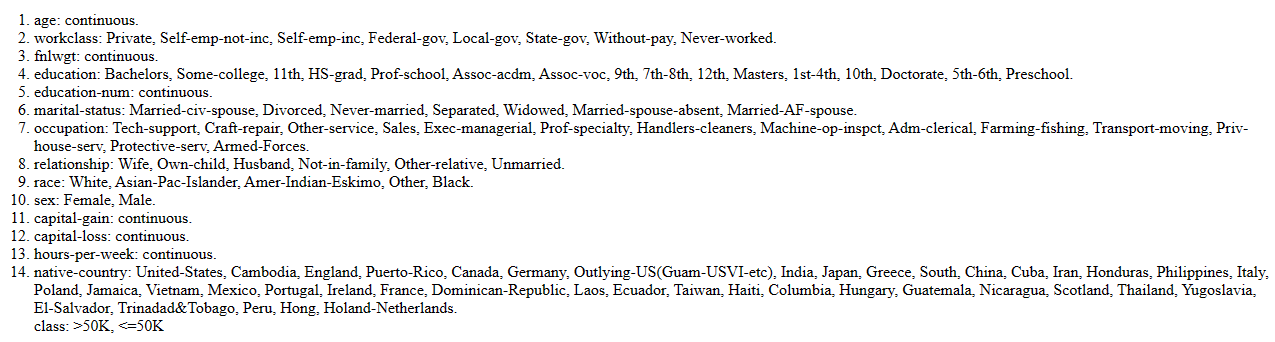 1. age: continuous.
2. workclass: Private, Self-emp-not-inc, Self-emp-inc, Federal-gov, Local-gov, State-gov, Without-pay, Never-worked.
3. fnlwgt: continuous.
4. education: Bachelors, Some-college, 11th, HS-grad, Prof-school, Assoc-acdm, Assoc-voc, 9th, 7th-8th, 12th, Masters, 1st-4th, 10th, Doctorate, 5th-6th, Preschool.
5. education-num: continuous.
6. marital-status: Married-civ-spouse, Divorced, Never-married, Separated, Widowed, Married-spouse-absent, Married-AF-spouse.
7. occupation: Tech-support, Craft-repair, Other-service, Sales, Exec-managerial, Prof-specialty, Handlers-cleaners, Machine-op-inspct, Adm-clerical, Farming-fishing, Transport-moving, Priv-
house-serv, Protective-serv, Armed-Forces.
8. relationship: Wife, Own-child, Husband, Not-in-family, Other-relative, Unmarried.
9. race: White, Asian-Pac-Islander, Amer-Indian-Eskimo, Other, Black.
10. sex: Female, Male.
11. capital-gain: continuous.
12. capital-loss: continuous.
13. hours-per-week: continuous.
14. native-country: United-States, Cambodia, England, Puerto-Rico, Canada, Germany, Outlying-US(Guam-USVI-etc), India, Japan, Greece, South, China, Cuba, Iran, Honduras, Philippines, Italy,
Poland, Jamaica, Vietnam, Mexico, Portugal, Ireland, France, Dominican-Republic, Laos, Ecuador, Taiwan, Haiti, Columbia, Hungary, Guatemala, Nicaragua, Scotland, Thailand, Yugoslavia,
El-Salvador, Trinadad&Tobago, Peru, Hong, Holand-Netherlands.
class: >50K, <=50K